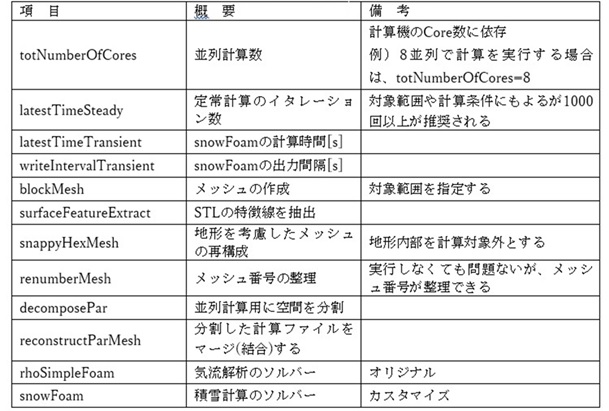 項　目　概　要　備　考
totNumberOfCores　並列計算数　計算機のCore数に依存
例）8並列で計算を実行する場合
は、totNumberOfCores=8
latestTimeSteady　定常計算のイタレーショ
ン数　対象範囲や計算条件にもよるが1000
回以上が推奨される
latestTimeTransient　snowFoamの計算時間[s]
writeIntervalTransient　snowFoamの出力間隔[s]
blockMesh　メッシュの作成　対象範囲を指定する
surfaceFeatureExtract　STLの特徴線を抽出
snappyHexMesh　地形を考慮したメッシュ
の再構成　地形内部を計算対象外とする
renumberMesh　メッシュ番号の整理　実行しなくても問題ないが、メッシ
ュ番号が整理できる
decomposePar　並列計算用に空間を分割
reconstructParMesh　分割した計算ファイルを
マージ(結合)する
rhoSimpleFoam　気流解析のソルバー　オリジナル
snowFoam　積雪計算のソルバー　カスタマイズ